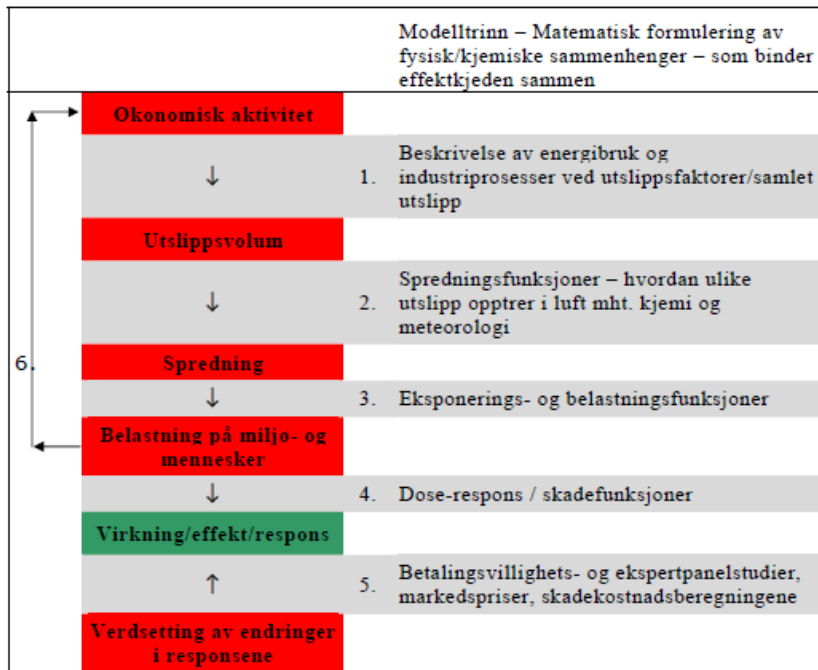 Modelltrinn – Matematisk formulering av
fysisk/kjemiske sammenhenger – som binder
effektkjeden sammen
Økonomisk aktivitet
↓
1. Beskrivelse av energibruk og
industriprosesser ved utslippsfaktorer/samlet
utslipp
Utslippsvolum
↓
2. Spredningsfunksjoner – hvordan ulike
utslipp opptrer i luft mht. kjemi og
meteorologi
6.
Spredning
↓
3. Eksponerings- og belastningsfunksjoner
Belastning på miljø- og
mennesker
↓
4. Dose-respons / skadefunksjoner
Virkning/effekt/respons
↑
5. Betalingsvillighets- og ekspertpanelstudier,
markedspriser, skadekostnadsberegningene
Verdsetting av endringer
i responsene